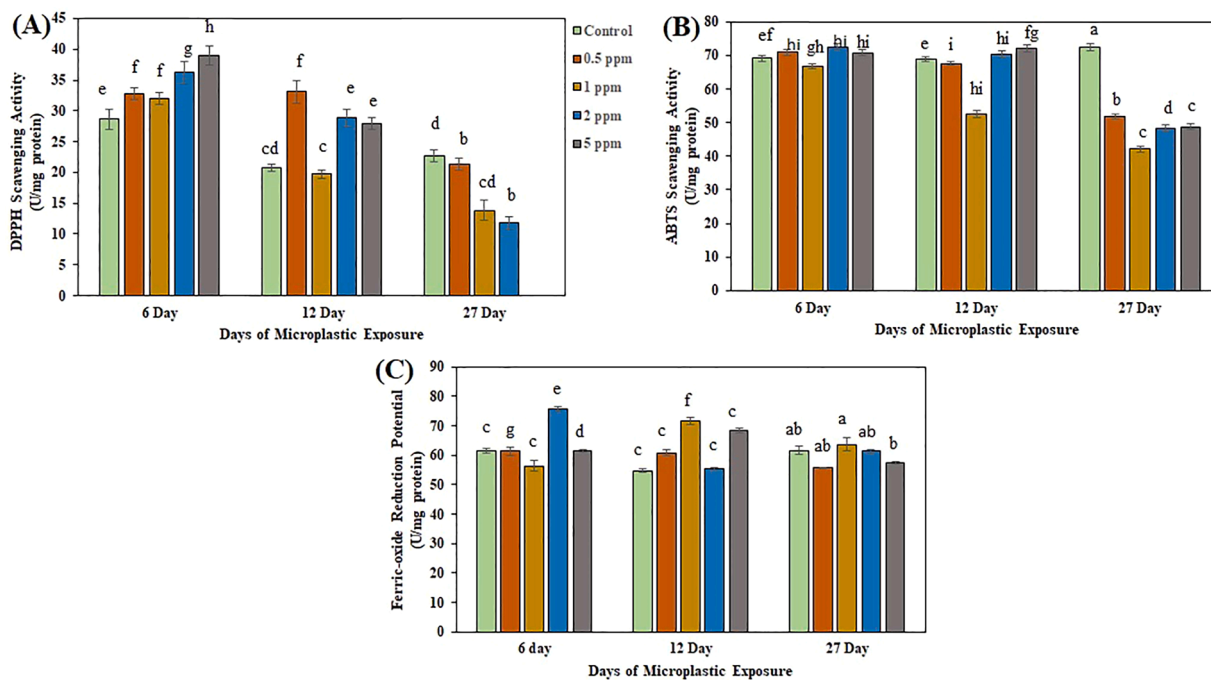 (A)
DPPH Scavenging Activity
(U/mg protein)
45
40
35
30
25
20
15
10
5
0
e f f g h
cd f c e e
d b cd b
6 Day 12 Day 27 Day
Days of Microplastic Exposure
Control
0.5 ppm
1 ppm
2 ppm
5 ppm
(B)
ABTS Scavenging Activity
(U/mg protein)
80
70
60
50
40
30
20
10
0
ef hi gh hi hi
e i hi hi fg
a b c d c
6 Day 12 Day 27 Day
Days of Microplastic Exposure
(C)
Ferric-oxide Reduction Potential
(U/mg protein)
90
80
70
60
50
40
30
20
10
0
c g c e d
c c f c c
ab ab a ab b
6 day 12 Day 27 Day
Days of Microplastic Exposure